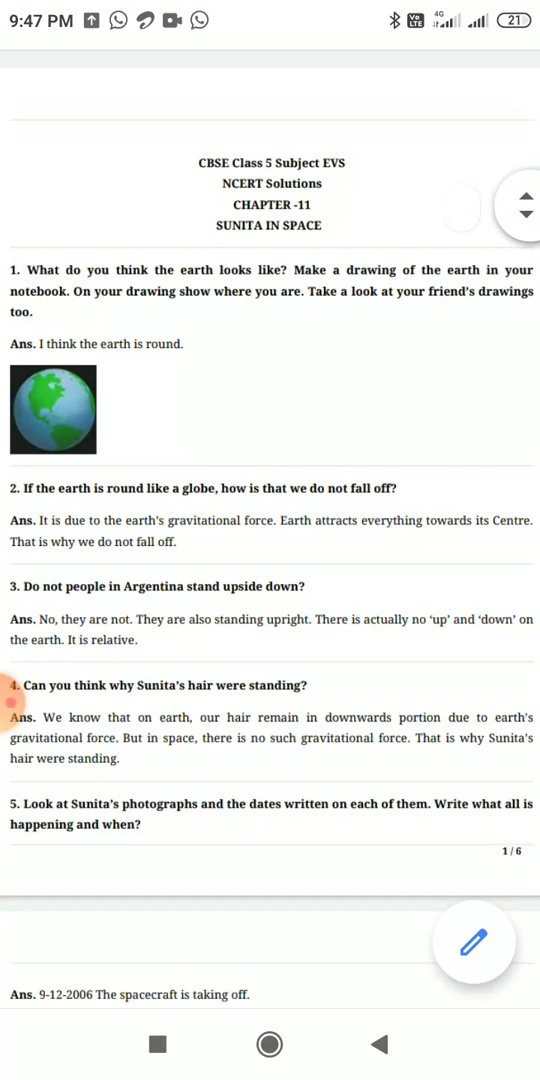 9:47 PM
Vo
LTE
4G
21
CBSE Class 5 Subject EVS
NCERT Solutions
CHAPTER -11
SUNITA IN SPACE
1. What do you think the earth looks like? Make a drawing of the earth in your
notebook. On your drawing show where you are. Take a look at your friend's drawings
too.
Ans. I think the earth is round.
2. If the earth is round like a globe, how is that we do not fall off?
Ans. It is due to the earth's gravitational force. Earth attracts everything towards its Centre.
That is why we do not fall off.
3. Do not people in Argentina stand upside down?
Ans. No, they are not. They are also standing upright. There is actually no 'up' and 'down' on
the earth. It is relative.
4. Can you think why Sunita's hair were standing?
Ans. We know that on earth, our hair remain in downwards portion due to earth's
gravitational force. But in space, there is no such gravitational force. That is why Sunita's
hair were standing.
5. Look at Sunita's photographs and the dates written on each of them. Write what all is
happening and when?
1 / 6
Ans. 9-12-2006 The spacecraft is taking off.